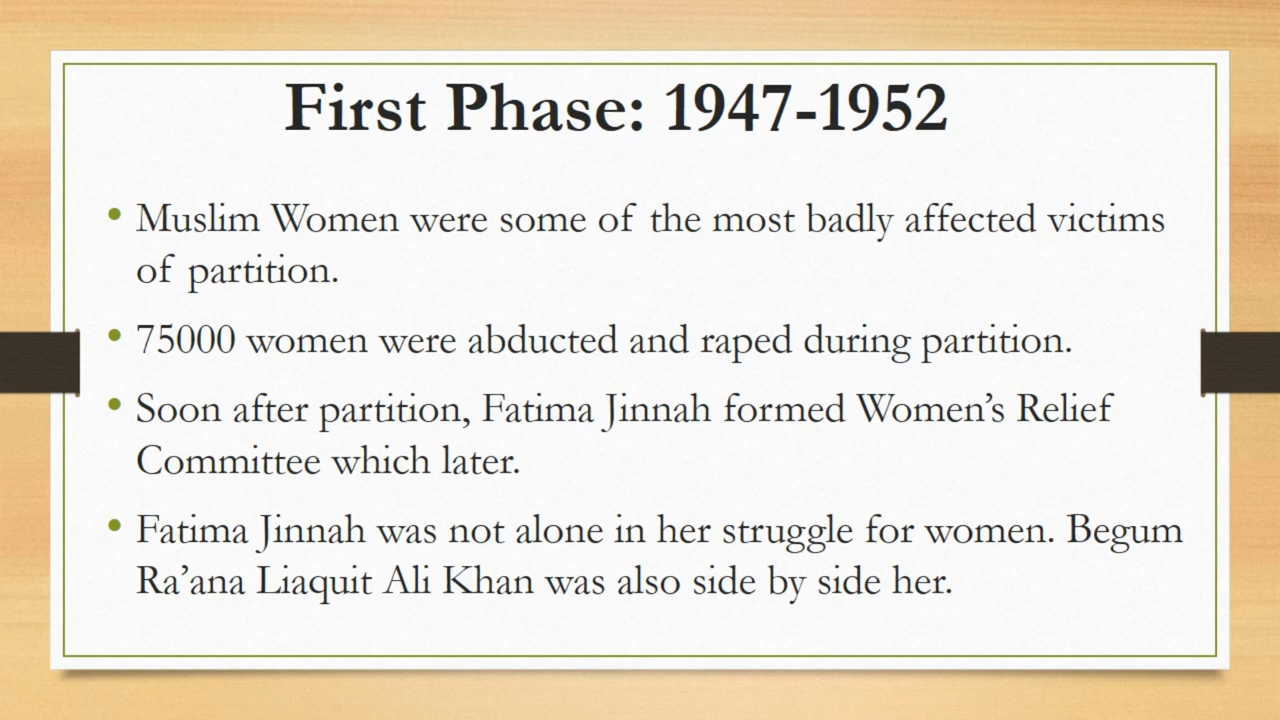 First Phase: 1947-1952
• Muslim Women were some of the most badly affected victims
of partition.
• 75000 women were abducted and raped during partition.
• Soon after partition, Fatima Jinnah formed Women’s Relief
Committee which later.
• Fatima Jinnah was not alone in her struggle for women. Begum
Ra’ana Liaquit Ali Khan was also side by side her.